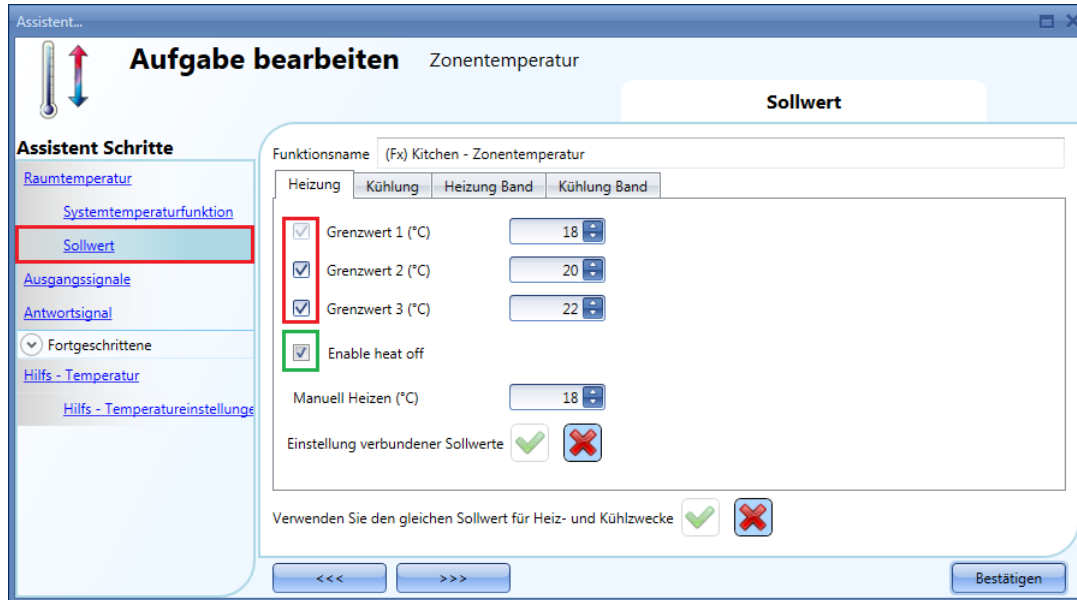 Assistent...
Aufgabe bearbeiten Zonentemperatur
Sollwert
Assistent Schritte
Raumtemperatur
Systemtemperaturfunktion
Sollwert
Ausgangssignale
Antwortsignal
Fortgeschrittene
Hilfs - Temperatur
Hilfs - Temperatureinstellunge
Funktionsname (Fx) Kitchen - Zonentemperatur
Heizung Kühlung Heizung Band Kühlung Band
Grenzwert 1 (°C) 18
Grenzwert 2 (°C) 20
Grenzwert 3 (°C) 22
Enable heat off
Manuell Heizen (°C) 18
Einstellung verbundener Sollwerte
Verwenden Sie den gleichen Sollwert für Heiz- und Kühlzwecke
<<< >>> Bestätigen